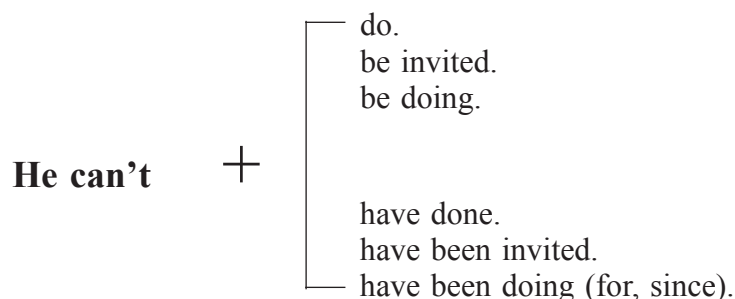 do.
be invited.
be doing.
He can’t +
have done.
have been invited.
have been doing (for, since).